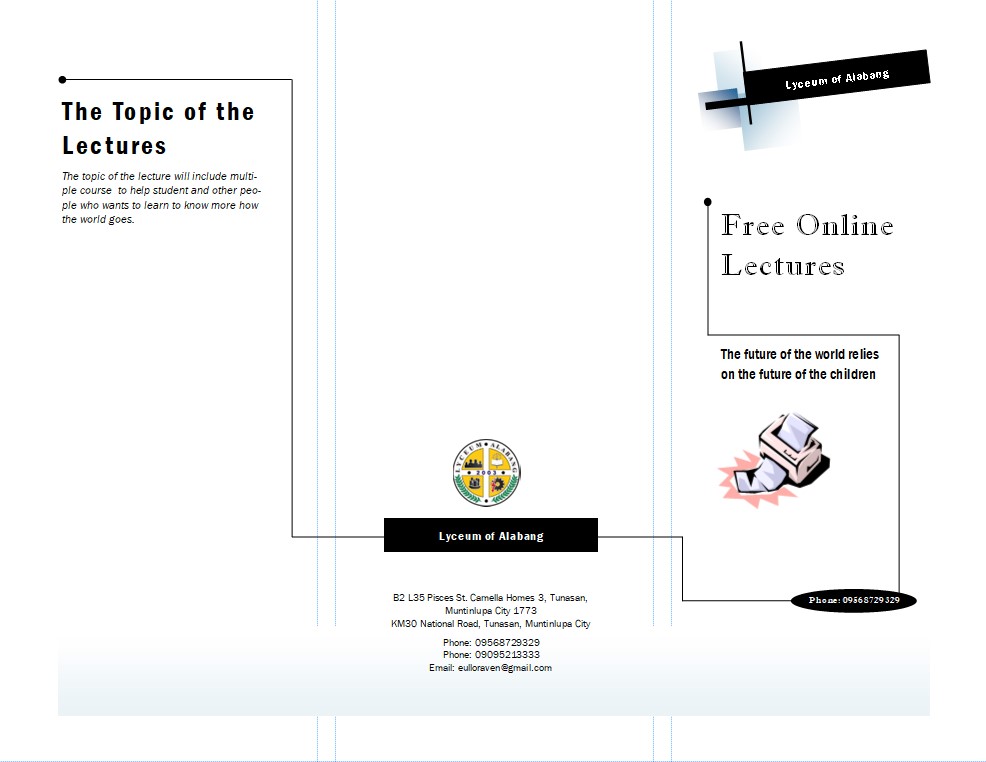 The Topic of the
Lectures
The topic of the lecture will include multi-
ple course to help student and other peo-
ple who wants to learn to know more how
the world goes.
LYCEUM ALABANG
2003
Lyceum of Alabang
B2 L35 Pisces St. Camella Homes 3, Tunasan,
Muntinlupa City 1773
KM30 National Road, Tunasan, Muntinlupa City
Phone: 09568729329
Phone: 09095213333
Email: eulloraven@gmail.com
Lyceum of Alabang
Free Online
Lectures
The future of the world relies
on the future of the children
Phone: 09568729329